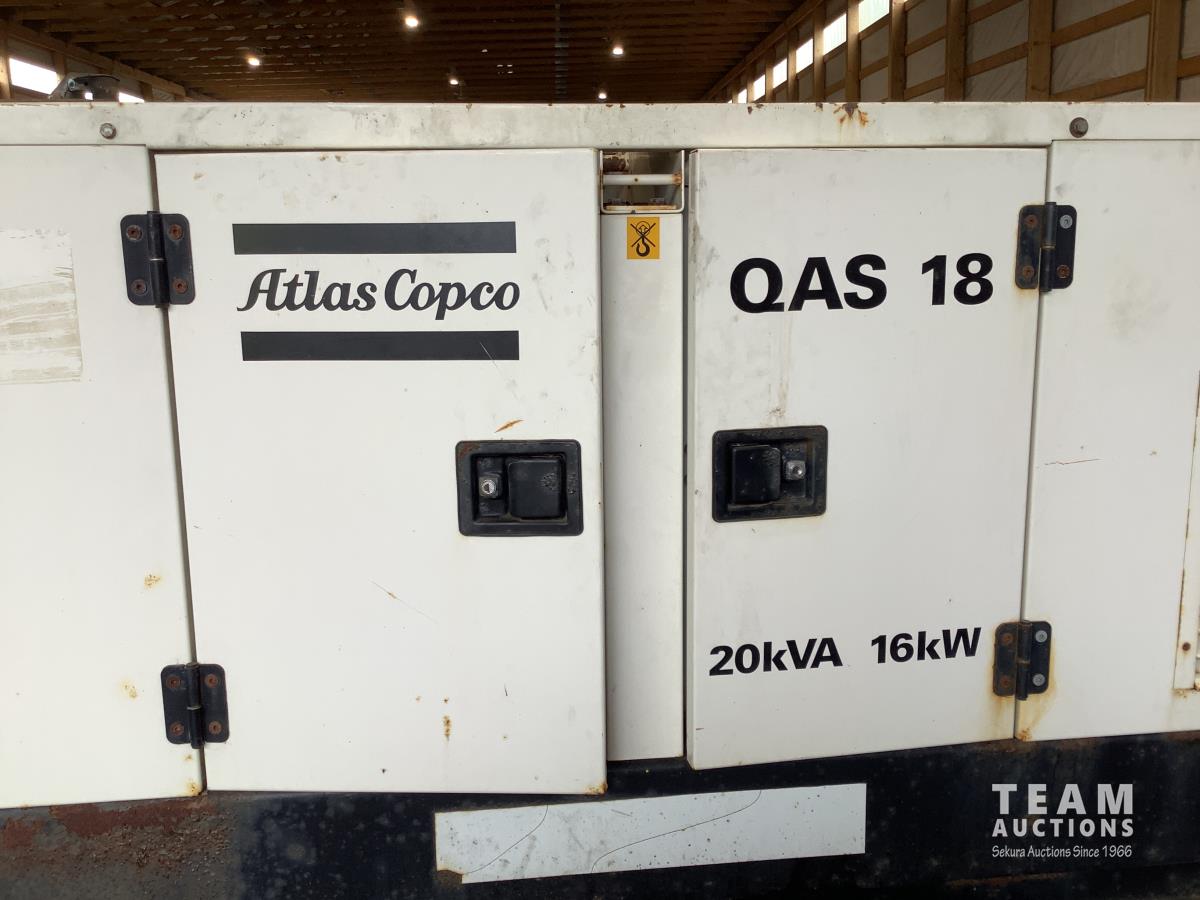 Atlas Copco
QAS 18
20kVA 16kW
TEAM
AUCTIONS
Sekura Auctions Since 1966